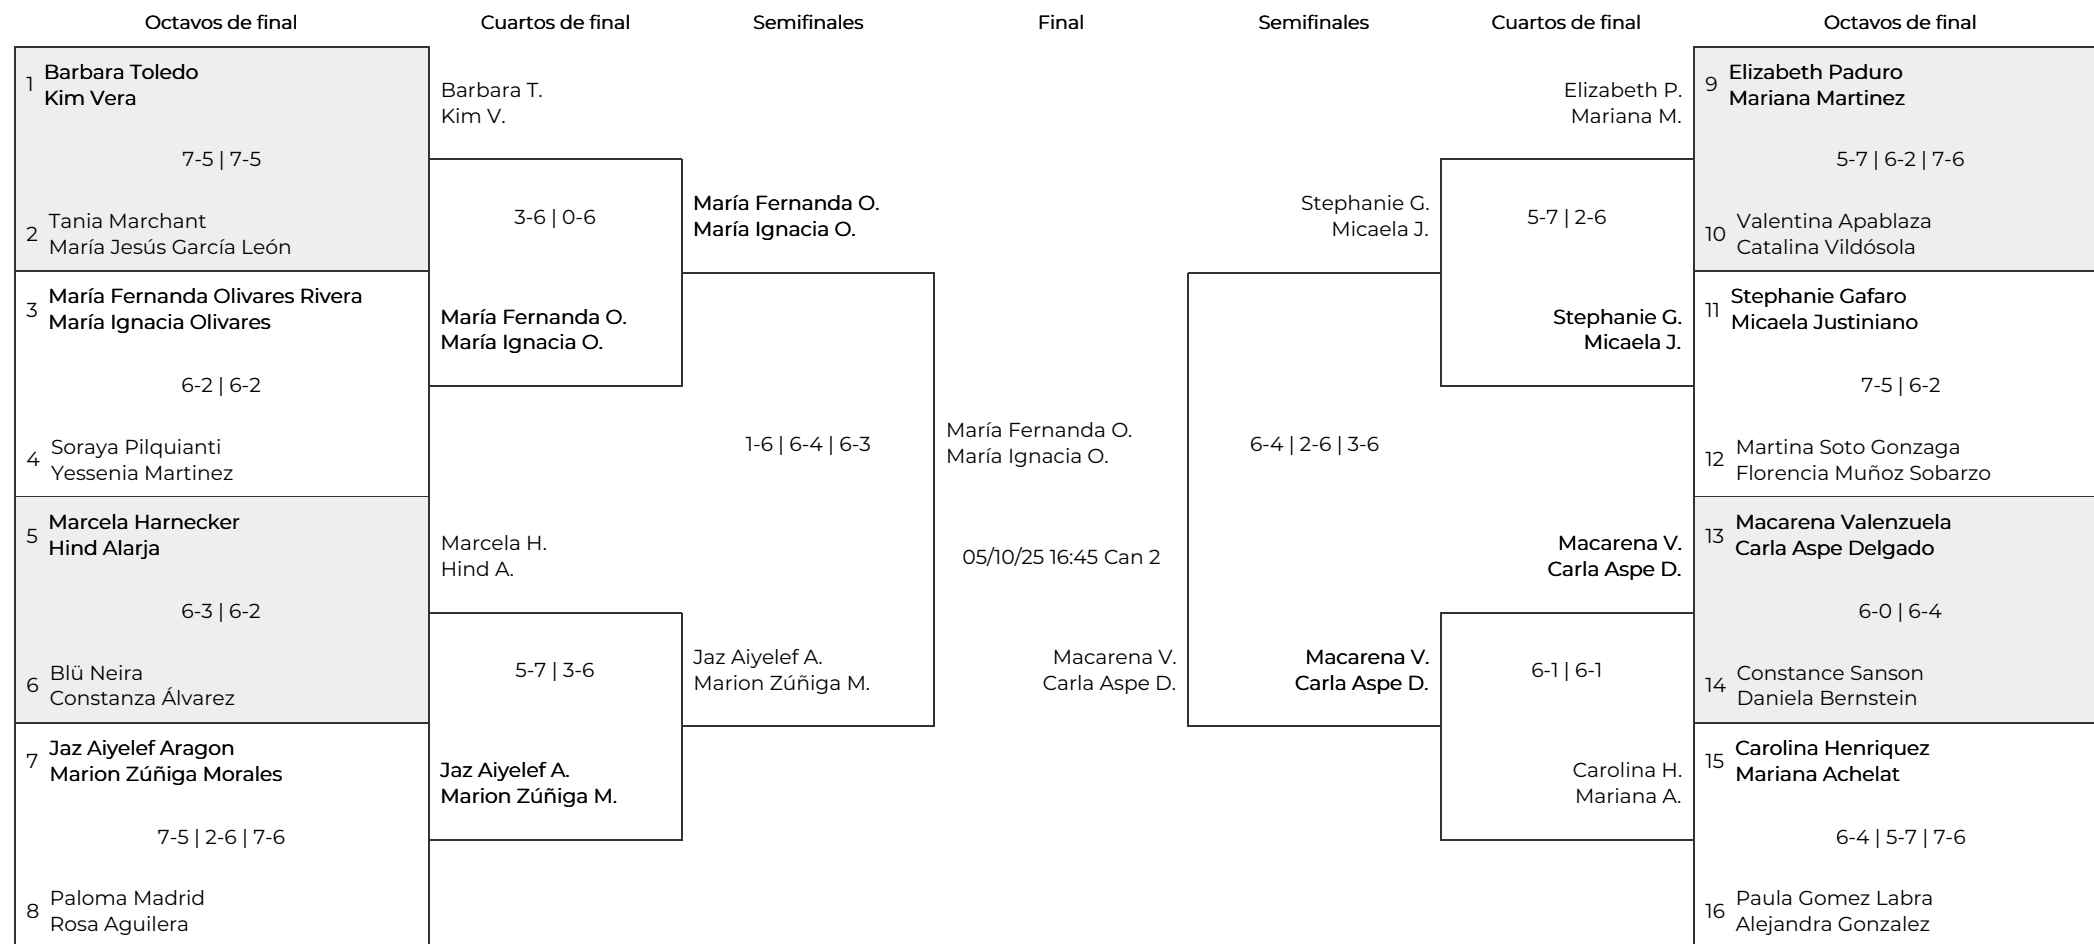 Octavos de final
Cuartos de final
Semifinales
Final
Semifinales
Cuartos de final
Octavos de final
1
Barbara Toledo
Kim Vera
7-5 | 7-5
2
Tania Marchant
María Jesús García León
3
María Fernanda Olivares Rivera
María Ignacia Olivares
6-2 | 6-2
4
Soraya Pilquianti
Yessenia Martinez
5
Marcela Harnecker
Hind Alarja
6-3 | 6-2
6
Blü Neira
Constanza Álvarez
7
Jaz Aiyelef Aragon
Marion Zúñiga Morales
7-5 | 2-6 | 7-6
8
Paloma Madrid
Rosa Aguilera
Barbara T.
Kim V.
3-6 | 0-6
María Fernanda O.
María Ignacia O.
Marcela H.
Hind A.
5-7 | 3-6
Jaz Aiyelef A.
Marion Zúñiga M.
María Fernanda O.
María Ignacia O.
1-6 | 6-4 | 6-3
Jaz Aiyelef A.
Marion Zúñiga M.
María Fernanda O.
María Ignacia O.
05/10/25 16:45 Can 2
Macarena V.
Carla Aspe D.
Stephanie G.
Micaela J.
6-4 | 2-6 | 3-6
Macarena V.
Carla Aspe D.
Elizabeth P.
Mariana M.
5-7 | 2-6
Stephanie G.
Micaela J.
Macarena V.
Carla Aspe D.
6-1 | 6-1
Carolina H.
Mariana A.
9
Elizabeth Paduro
Mariana Martinez
5-7 | 6-2 | 7-6
10
Valentina Apablaza
Catalina Vildósola
11
Stephanie Gafaro
Micaela Justiniano
7-5 | 6-2
12
Martina Soto Gonzaga
Florencia Muñoz Sobarzo
13
Macarena Valenzuela
Carla Aspe Delgado
6-0 | 6-4
14
Constance Sanson
Daniela Bernstein
15
Carolina Henriquez
Mariana Achelat
6-4 | 5-7 | 7-6
16
Paula Gomez Labra
Alejandra Gonzalez